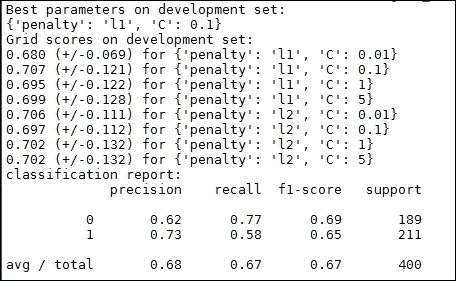 Best parameters on development set:
{'penalty': 'l1', 'C': 0.1}
Grid scores on development set:
0.680 (+/-0.069) for {'penalty': 'l1', 'C': 0.01}
0.707 (+/-0.121) for {'penalty': 'l1', 'C': 0.1}
0.695 (+/-0.122) for {'penalty': 'l1', 'C': 1}
0.699 (+/-0.128) for {'penalty': 'l1', 'C': 5}
0.706 (+/-0.111) for {'penalty': 'l2', 'C': 0.01}
0.697 (+/-0.112) for {'penalty': 'l2', 'C': 0.1}
0.702 (+/-0.132) for {'penalty': 'l2', 'C': 1}
0.702 (+/-0.132) for {'penalty': 'l2', 'C': 5}
classification report:
precision recall f1-score support
0 0.62 0.77 0.69 189
1 0.73 0.58 0.65 211
avg / total 0.68 0.67 0.67 400